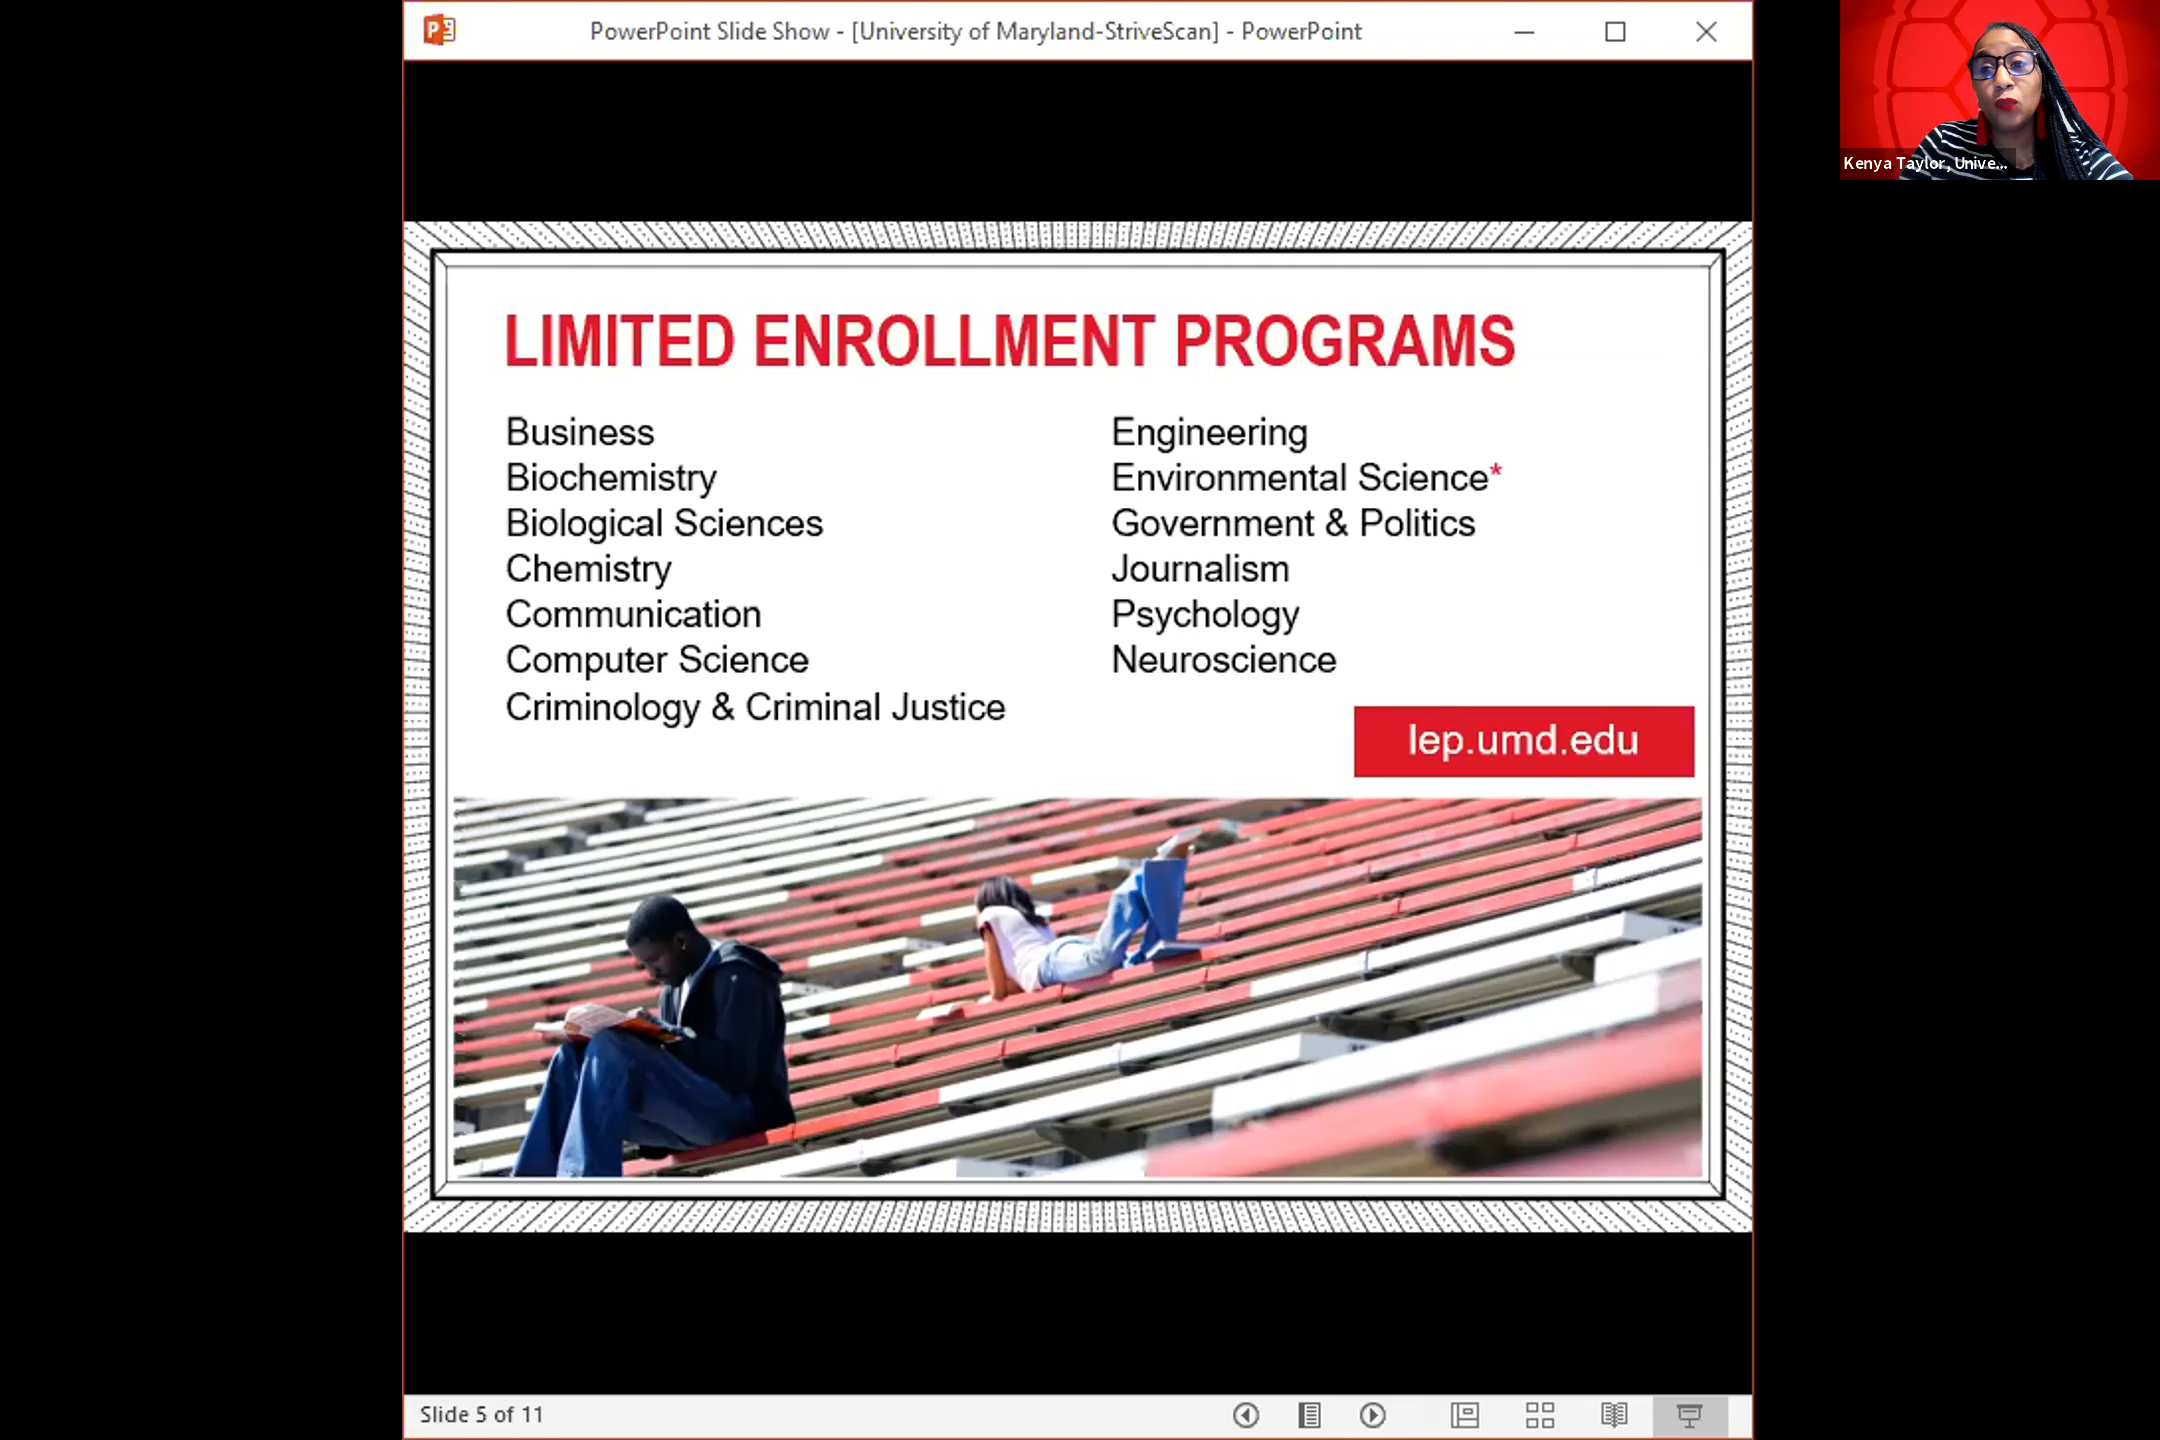 PowerPoint Slide Show - [University of Maryland-StriveScan] - PowerPoint
Kenya Taylor, Unive...
LIMITED ENROLLMENT PROGRAMS
Business
Biochemistry
Biological Sciences
Chemistry
Communication
Computer Science
Criminology & Criminal Justice
Engineering
Environmental Science*
Government & Politics
Journalism
Psychology
Neuroscience
lep.umd.edu
Slide 5 of 11